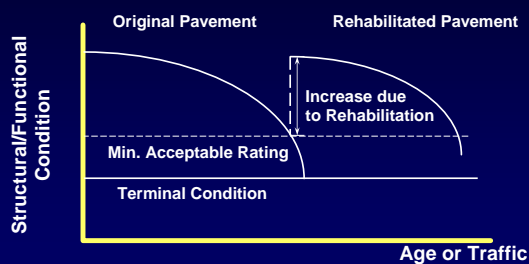 Original Pavement
Rehabilitated Pavement
Structural/Functional
Condition
Increase due
to Rehabilitation
Min. Acceptable Rating
Terminal Condition
Age or Traffic